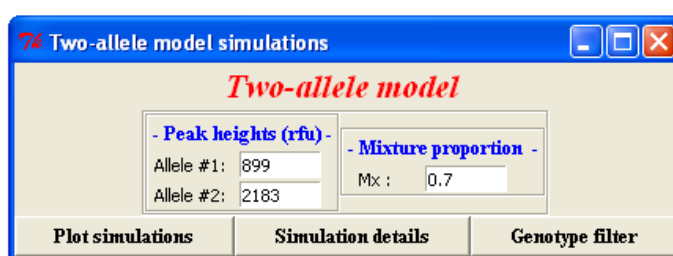 Two-allele model simulations
Two-allele model
- Peak heights (rfu) -
Allele #1: 899
Allele #2: 2183
- Mixture proportion -
Mx : 0.7
Plot simulations Simulation details Genotype filter